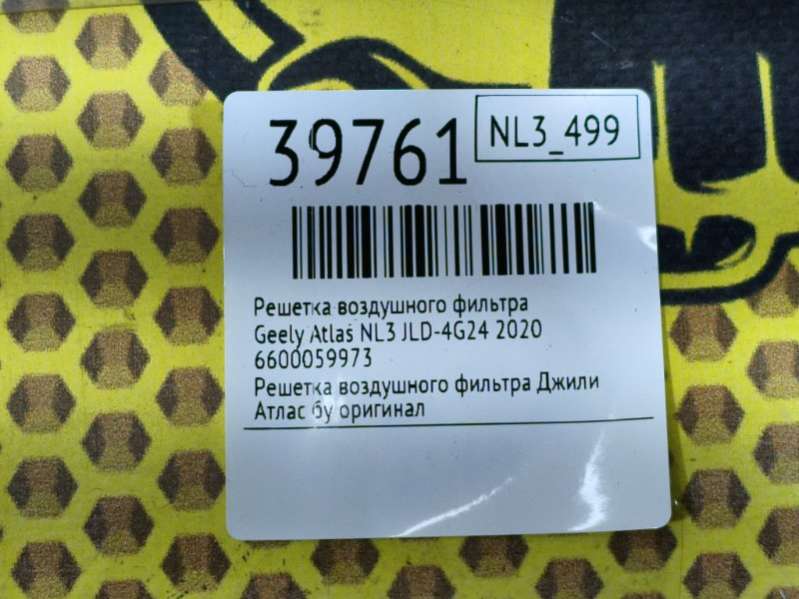 39761
NL3_499
Решетка воздушного фильтра
Geely Atlas NL3 JLD-4G24 2020
6600059973
Решетка воздушного фильтра Джили
Атлас бу оригинал